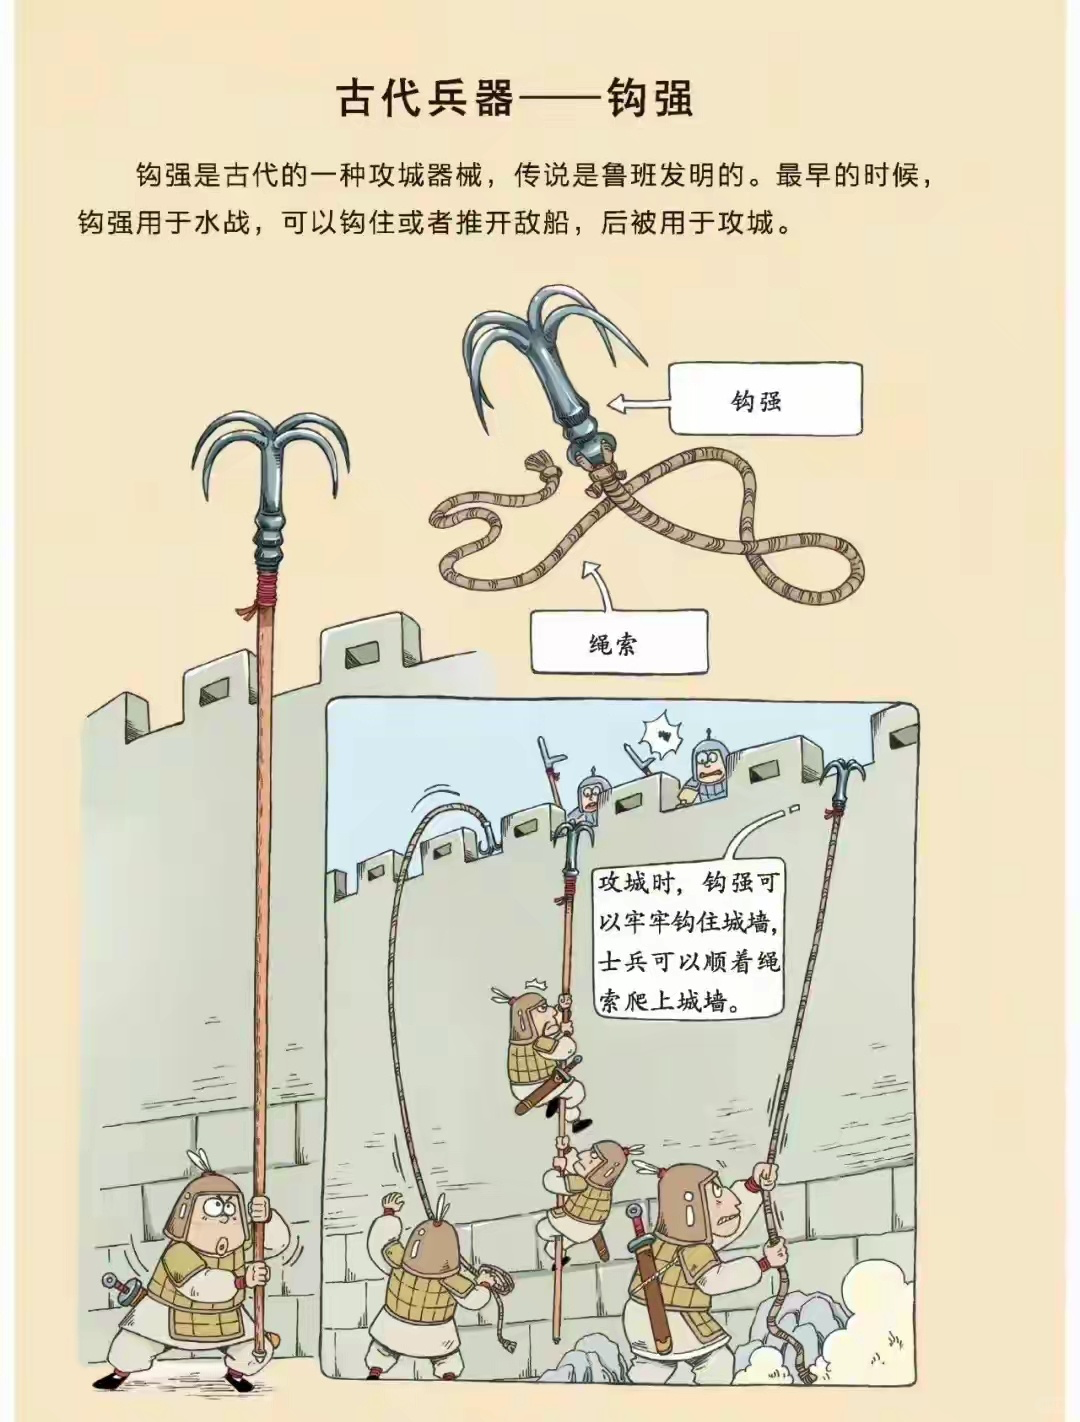 古代兵器——钩强
钩强是古代的一种攻城器械，传说是鲁班发明的。最早的时候，
钩强用于水战，可以钩住或者推开敌船，后被用于攻城。
钩强
绳索
攻城时，钩强可
以牢牢钩住城墙，
士兵可以顺着绳
索爬上城墙。